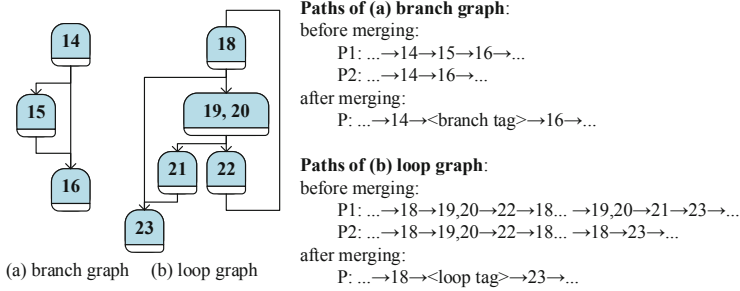 14
15
16
(a) branch graph
18
19, 20
21
22
23
(b) loop graph
Paths of (a) branch graph:
before merging:
P1: ...→14→15→16→...
P2: ...→14→16→...
after merging:
P: ...→14→<branch tag>→16→...
Paths of (b) loop graph:
before merging:
P1: ...→18→19,20→22→18... →19,20→21→23→...
P2: ...→18→19,20→22→18... →18→23→...
after merging:
P: ...→18→<loop tag>→23→...